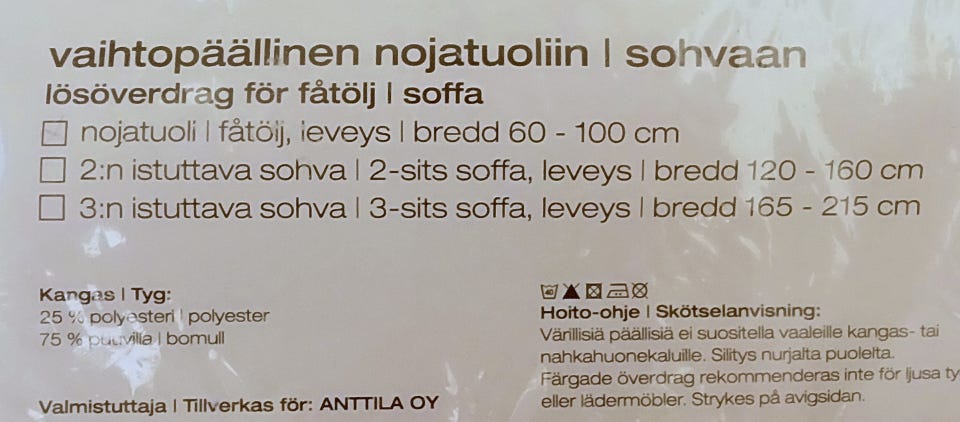 vaihtopäällinen nojatuoliin | sohvaan
lösöverdrag för fåtölj | soffa
nojatuoli | fåtölj, leveys | bredd 60 - 100 cm
2:n istuttava sohva | 2-sits soffa, leveys | bredd 120 - 160 cm
3:n istuttava sohva | 3-sits soffa, leveys | bredd 165 - 215 cm
Kangas | Tyg:
25 % polyesteri | polyester
75 % puuvilla | bomull
Valmistuttaja | Tillverkas för: ANTTILA OY
40
Hoito-ohje | Skötselanvisning:
Värillisiä päällisiä ei suositella vaaleille kangas- tai
nahkahuonekaluille. Silitys nurjalta puolelta.
Färgade överdrag rekommenderas inte för ljusa ty
eller lädermöbler. Strykes på avigsidan.